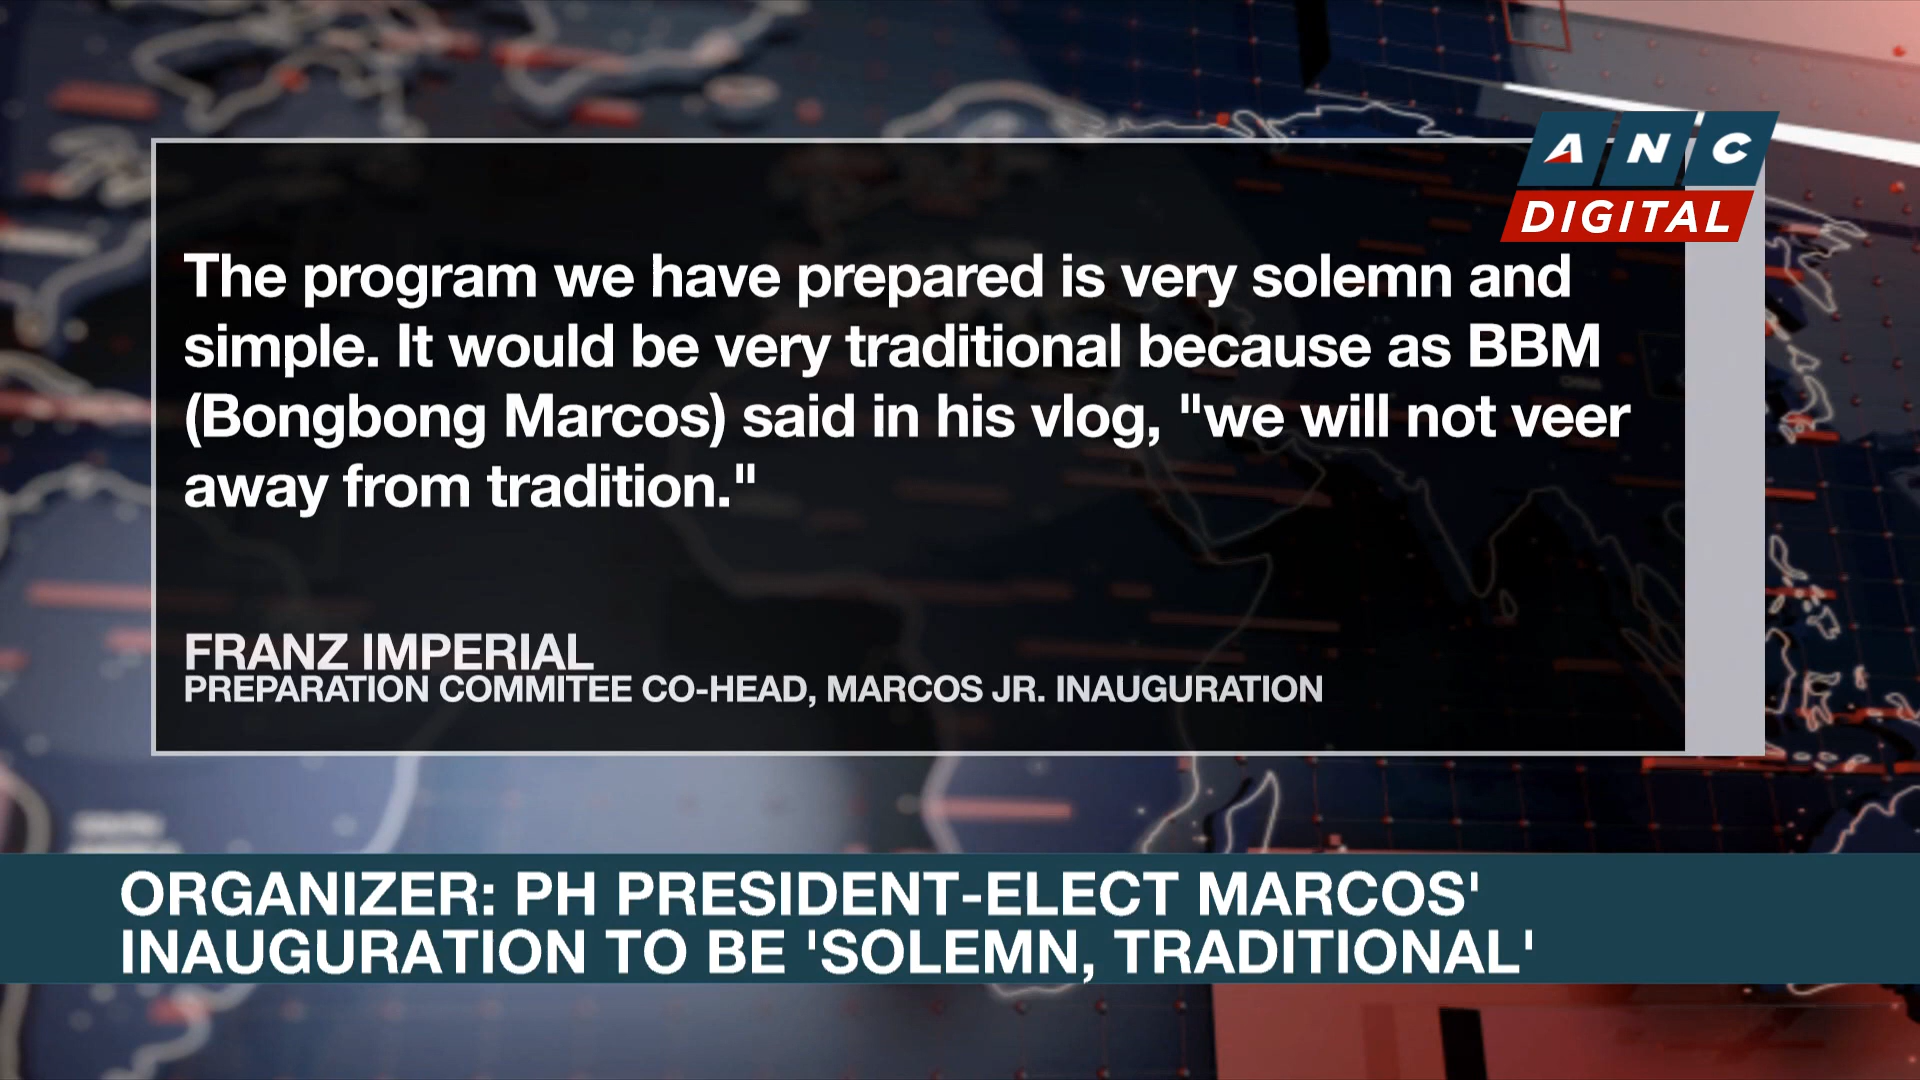 ANC
DIGITAL
The program we have prepared is very solemn and
simple. It would be very traditional because as BBM
(Bongbong Marcos) said in his vlog, "we will not veer
away from tradition."
FRANZ IMPERIAL
PREPARATION COMMITEE CO-HEAD, MARCOS JR. INAUGURATION
ORGANIZER: PH PRESIDENT-ELECT MARCOS'
INAUGURATION TO BE 'SOLEMN, TRADITIONAL'